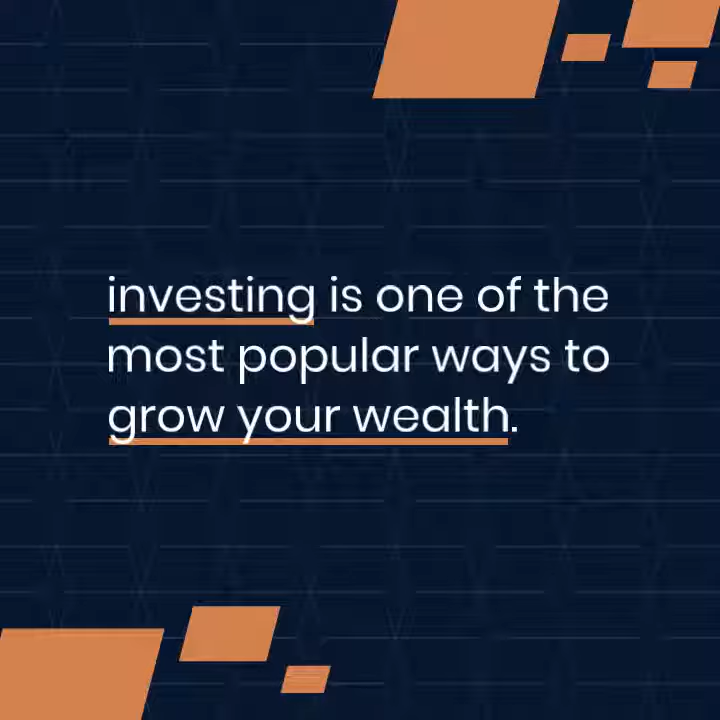 investing is one of the
most popular ways to
grow your wealth.